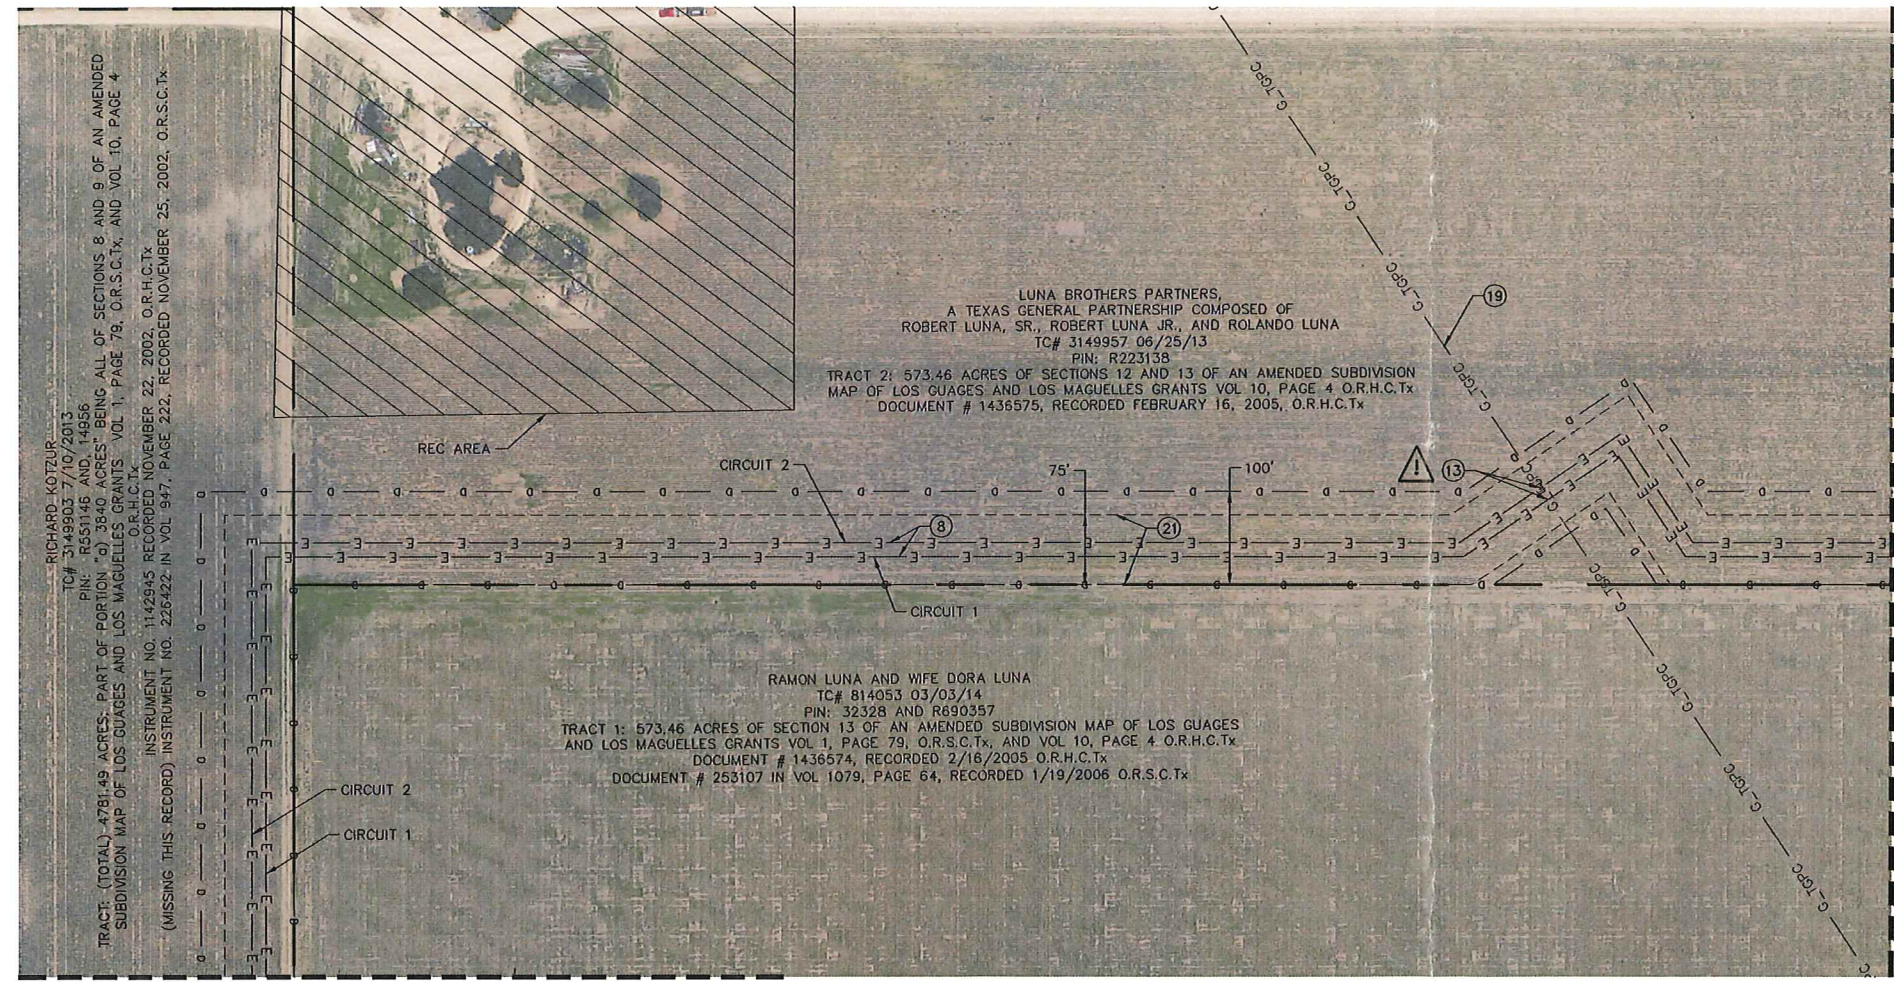 RICHARD KOTZUR
TC# 3149903 7/10/2013
PIN: R551146 AND, 14956
TRACT: (TOTAL) 4781.49 ACRES: PART OF PORTION "a) 3840 ACRES" BEING ALL OF SECTIONS 8 AND 9 OF AN AMENDED
SUBDIVISION MAP OF LOS GUAGES AND LOS MAGUELLES GRANTS VOL 1, PAGE 79, O.R.S.C.Tx, AND VOL 10, PAGE 4
O.R.H.C.Tx
INSTRUMENT NO. 1142945 RECORDED NOVEMBER 22, 2002, O.R.H.C.Tx
(MISSING THIS RECORD) INSTRUMENT NO. 226422 IN VOL 947, PAGE 222, RECORDED NOVEMBER 25, 2002, O.R.S.C.Tx
LUNA BROTHERS PARTNERS,
A TEXAS GENERAL PARTNERSHIP COMPOSED OF
ROBERT LUNA, SR., ROBERT LUNA JR., AND ROLANDO LUNA
TC# 3149957 06/25/13
PIN: R223138
TRACT 2: 573.46 ACRES OF SECTIONS 12 AND 13 OF AN AMENDED SUBDIVISION
MAP OF LOS GUAGES AND LOS MAGUELLES GRANTS VOL 10, PAGE 4 O.R.H.C.Tx
DOCUMENT # 1436575, RECORDED FEBRUARY 16, 2005, O.R.H.C.Tx
19
G_TGPC
G_TGPC
G_TGPC
G_TGPC
G_TGPC
REC AREA
CIRCUIT 2
75'
100'
!
13
8
21
CIRCUIT 1
RAMON LUNA AND WIFE DORA LUNA
TC# 814053 03/03/14
PIN: 32328 AND R690357
TRACT 1: 573.46 ACRES OF SECTION 13 OF AN AMENDED SUBDIVISION MAP OF LOS GUAGES
AND LOS MAGUELLES GRANTS VOL 1, PAGE 79, O.R.S.C.Tx, AND VOL 10, PAGE 4 O.R.H.C.Tx
DOCUMENT # 1436574, RECORDED 2/16/2005 O.R.H.C.Tx
DOCUMENT # 253107 IN VOL 1079, PAGE 64, RECORDED 1/19/2006 O.R.S.C.Tx
CIRCUIT 2
CIRCUIT 1
G_TGPC
G_TGPC
G_TGPC
G_TGPC